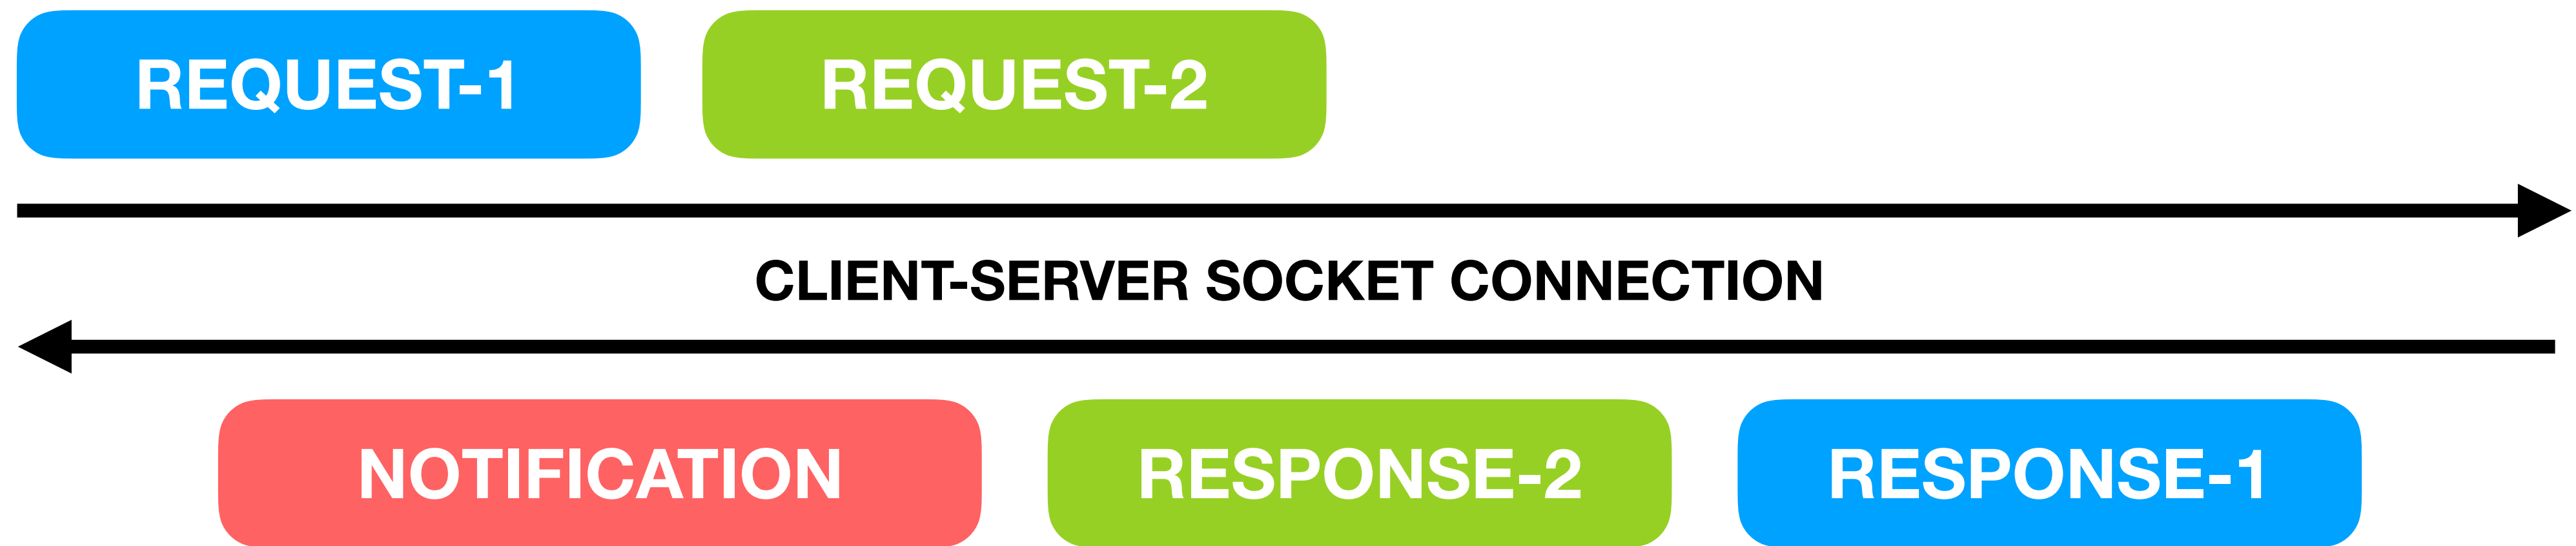 REQUEST-1
REQUEST-2
CLIENT-SERVER SOCKET CONNECTION
NOTIFICATION
RESPONSE-2
RESPONSE-1